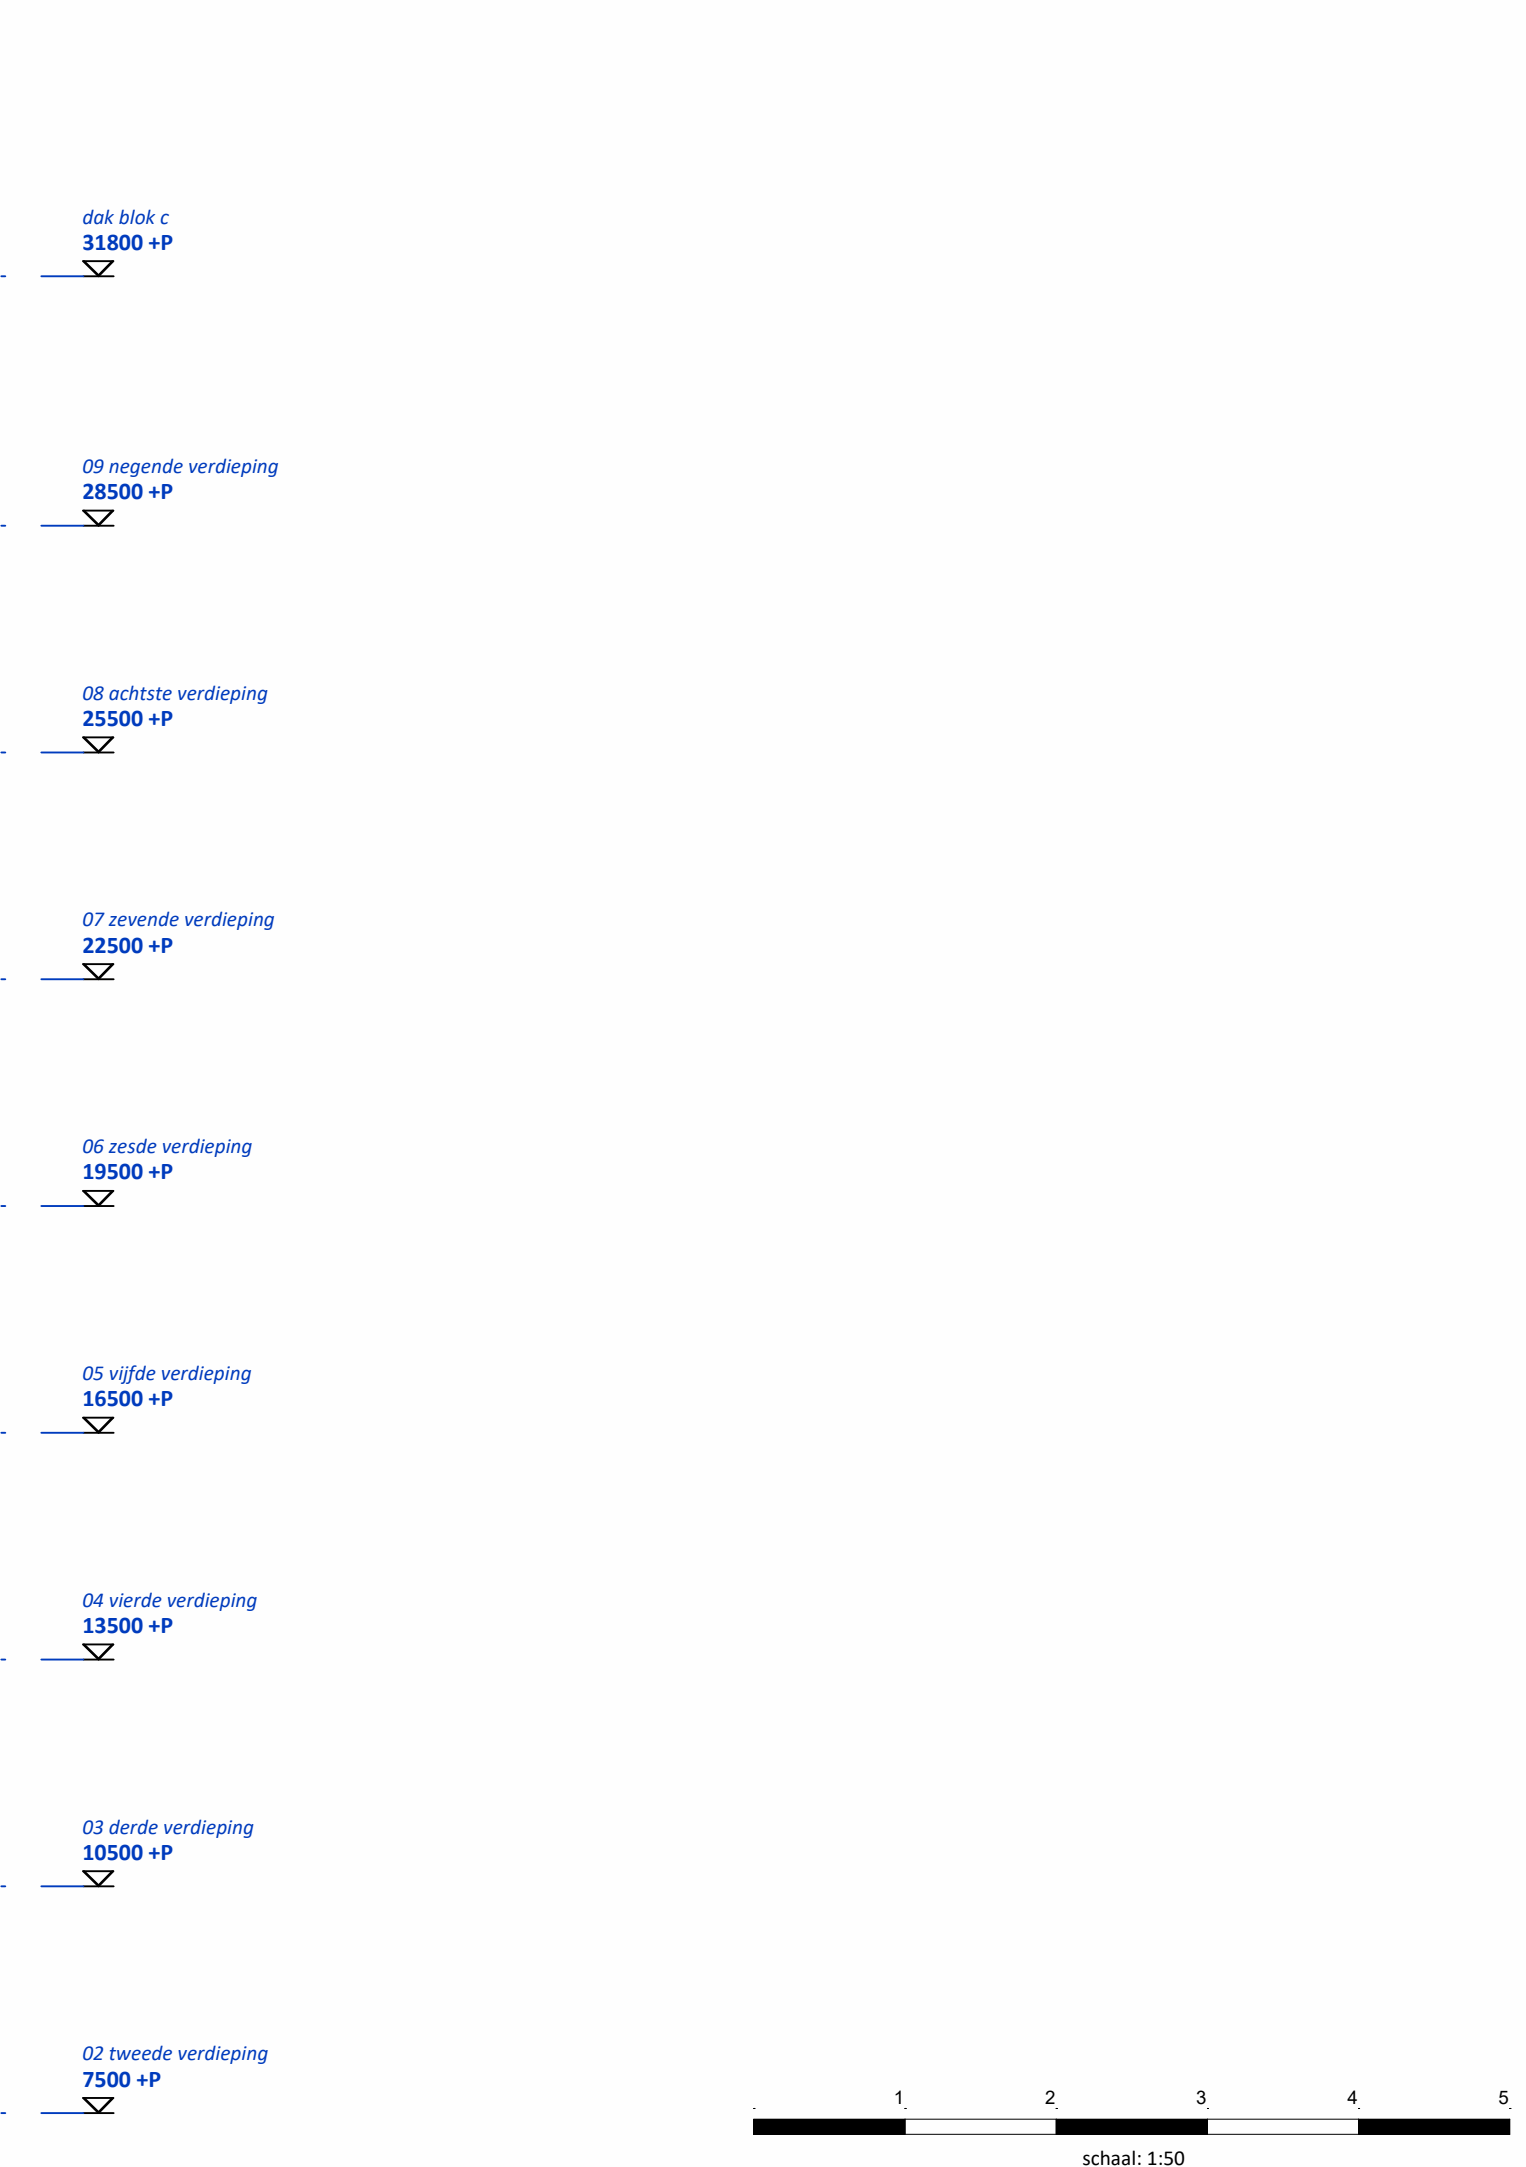 dak blok c
31800 +P
09 negende verdieping
28500 +P
08 achtste verdieping
25500 +P
07 zevende verdieping
22500 +P
06 zesde verdieping
19500 +P
05 vijfde verdieping
16500 +P
04 vierde verdieping
13500 +P
03 derde verdieping
10500 +P
02 tweede verdieping
7500 +P
1 2 3 4 5
schaal: 1:50